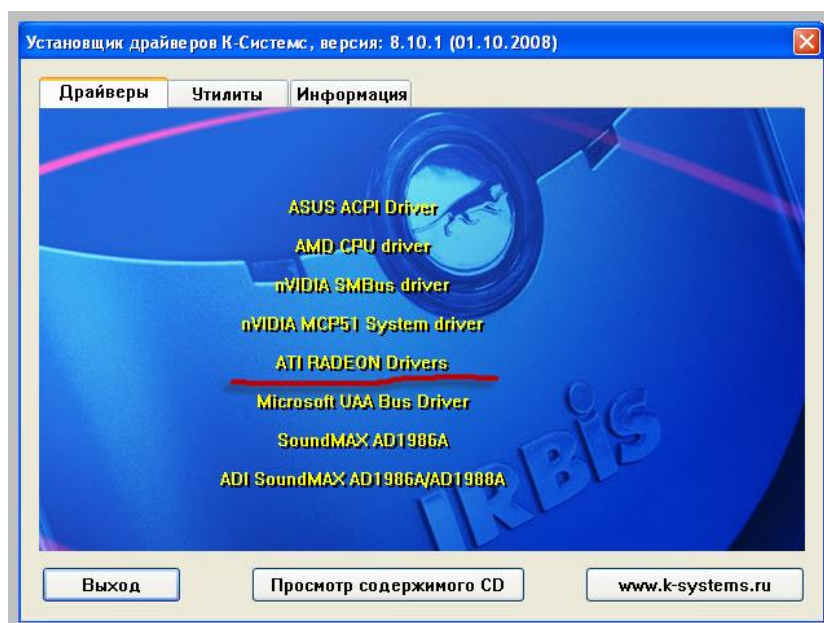 Установщик драйверов К-Системс, версия: 8.10.1 (01.10.2008)
Драйверы Утилиты Информация
ASUS ACPI Driver
AMD CPU driver
nVIDIA SMBus driver
nVIDIA MCP51 System driver
ATI RADEON Drivers
Microsoft UAA Bus Driver
SoundMAX AD1986A
ADI SoundMAX AD1986A/AD1988A
IRBIS
Выход Просмотр содержимого CD www.k-systems.ru